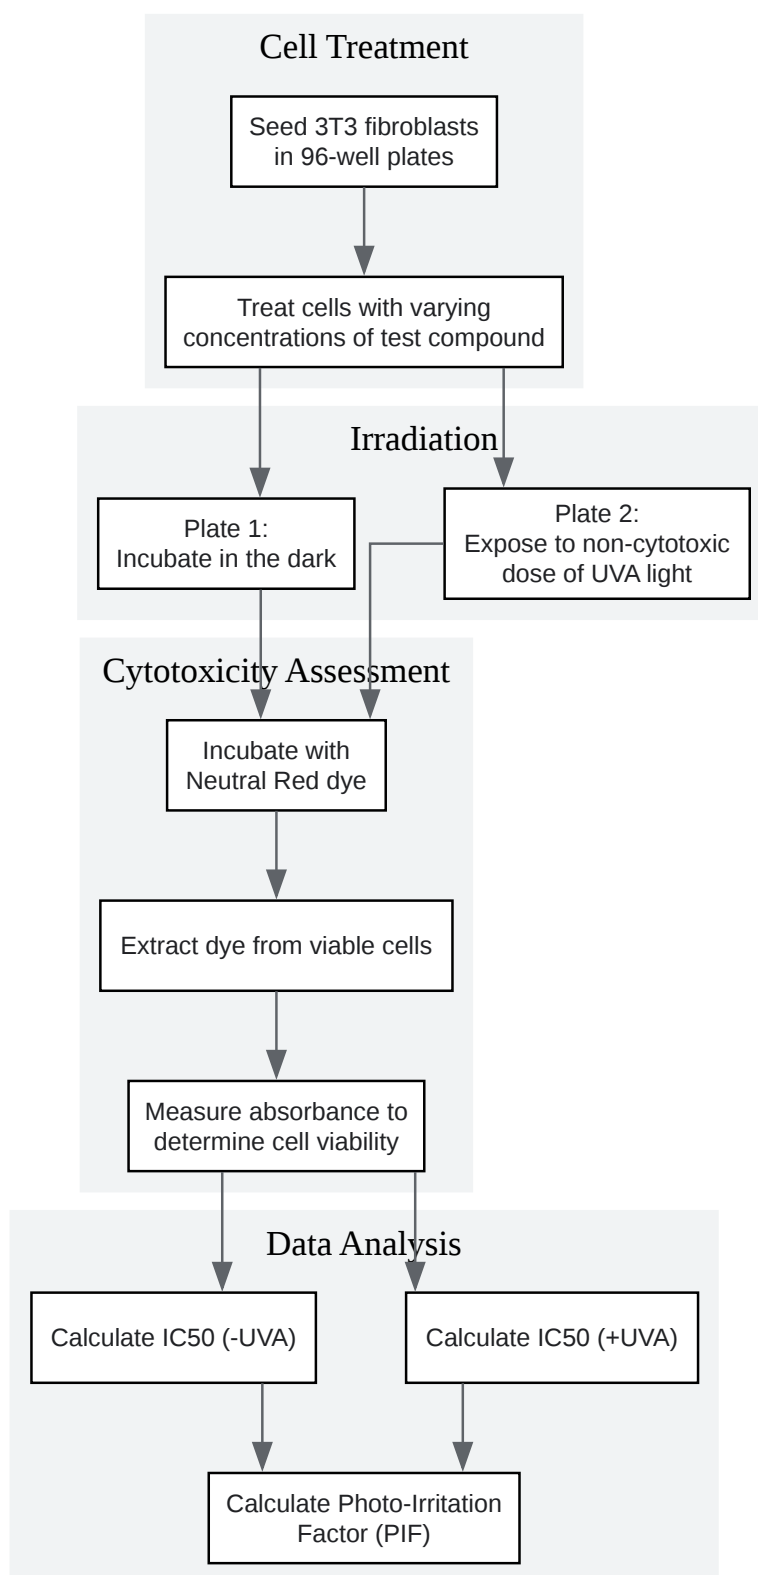 Cell Treatment
Seed 3T3 fibroblasts
in 96-well plates
Treat cells with varying
concentrations of test compound
Irradiation
Plate 1:
Incubate in the dark
Plate 2:
Expose to non-cytotoxic
dose of UVA light
Cytotoxicity Assessment
Incubate with
Neutral Red dye
Extract dye from viable cells
Measure absorbance to
determine cell viability
Data Analysis
Calculate IC50 (-UVA)
Calculate IC50 (+UVA)
Calculate Photo-Irritation
Factor (PIF)